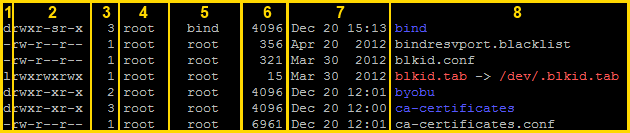 1 2 3 4 5 6 7 8
drwxr-sr-x 3 root bind 4096 Dec 20 15:13 bind
-rw-r--r-- 1 root root 356 Apr 20 2012 bindresvport.blacklist
-rw-r--r-- 1 root root 321 Mar 30 2012 blkid.conf
lrwxrwxrwx 1 root root 15 Mar 30 2012 blkid.tab -> /dev/.blkid.tab
drwxr-xr-x 2 root root 4096 Dec 20 12:01 byobu
drwxr-xr-x 3 root root 4096 Dec 20 12:00 ca-certificates
-rw-r--r-- 1 root root 6961 Dec 20 12:01 ca-certificates.conf